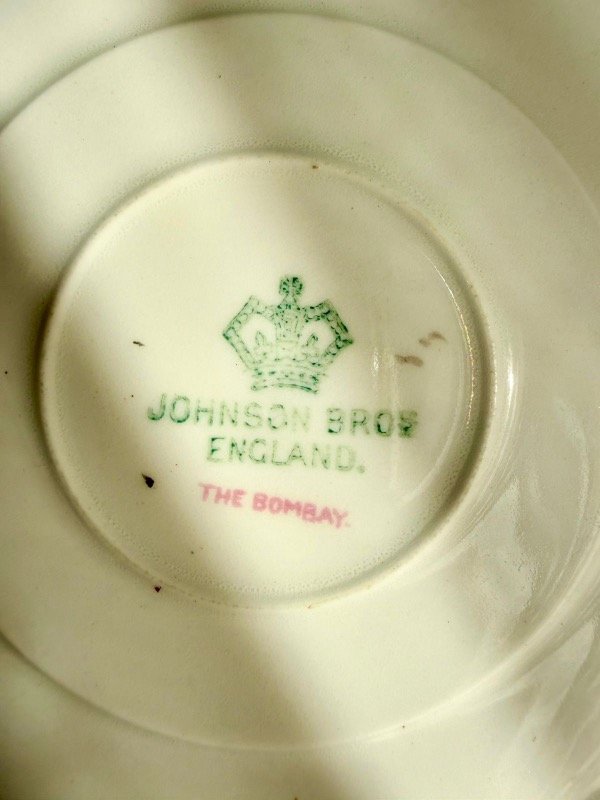 JOHNSON BROS
ENGLAND.
THE BOMBAY.